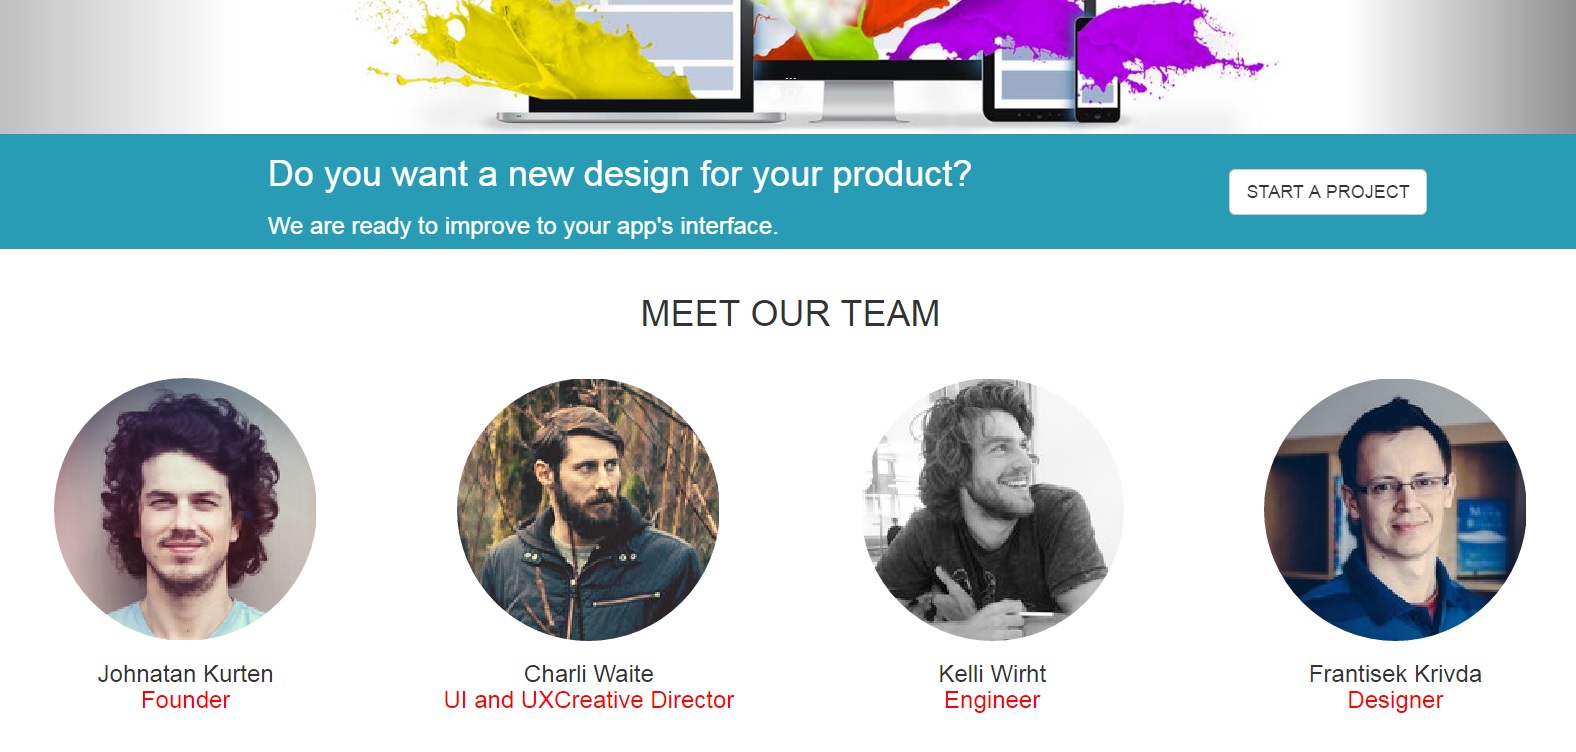 Do you want a new design for your product?
We are ready to improve to your app's interface.
START A PROJECT
MEET OUR TEAM
Johnatan Kurten
Founder
Charli Waite
UI and UXCreative Director
Kelli Wirht
Engineer
Frantisek Krivda
Designer